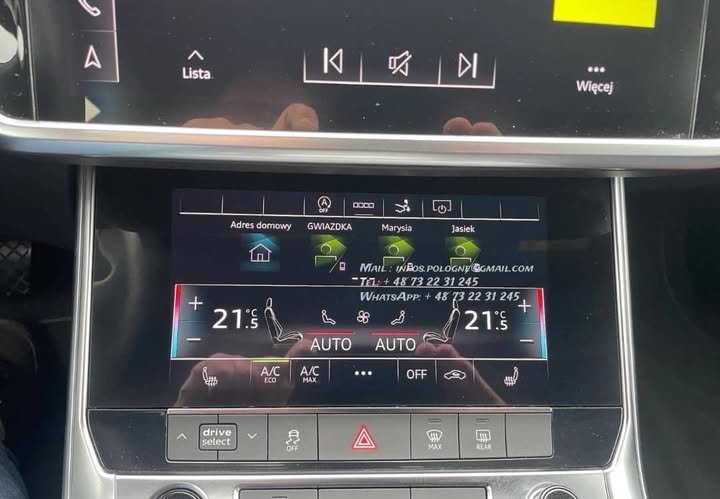 Lista
Więcej
A
OFF
Adres domowy GWIAZDKA Marysia Jasiek
Mail : infos.pologne@gmail.com
Tel: + 48 73 22 31 245
WhatsApp: + 48 73 22 31 245
+ 21.5 °C 21.5 °C +
− AUTO AUTO −
A/C ECO A/C MAX ••• OFF
drive select OFF MAX REAR